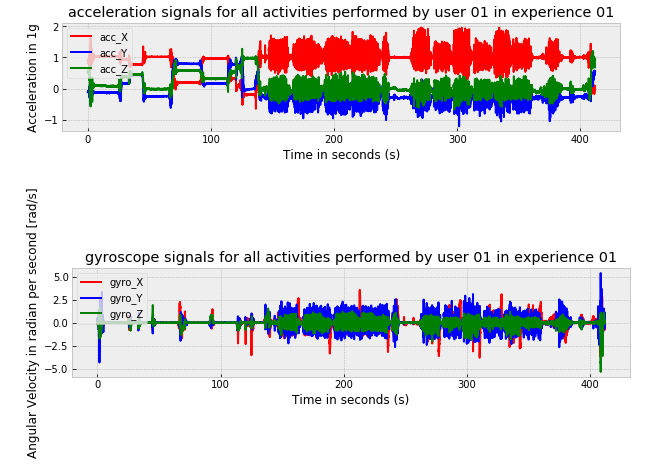 acceleration signals for all activities performed by user 01 in experience 01
Acceleration in 1g
2
1
0
−1
acc_X
acc_Y
acc_Z
0
100
200
300
400
Time in seconds (s)
gyroscope signals for all activities performed by user 01 in experience 01
Angular Velocity in radian per second [rad/s]
5.0
2.5
0.0
−2.5
−5.0
gyro_X
gyro_Y
gyro_Z
0
100
200
300
400
Time in seconds (s)